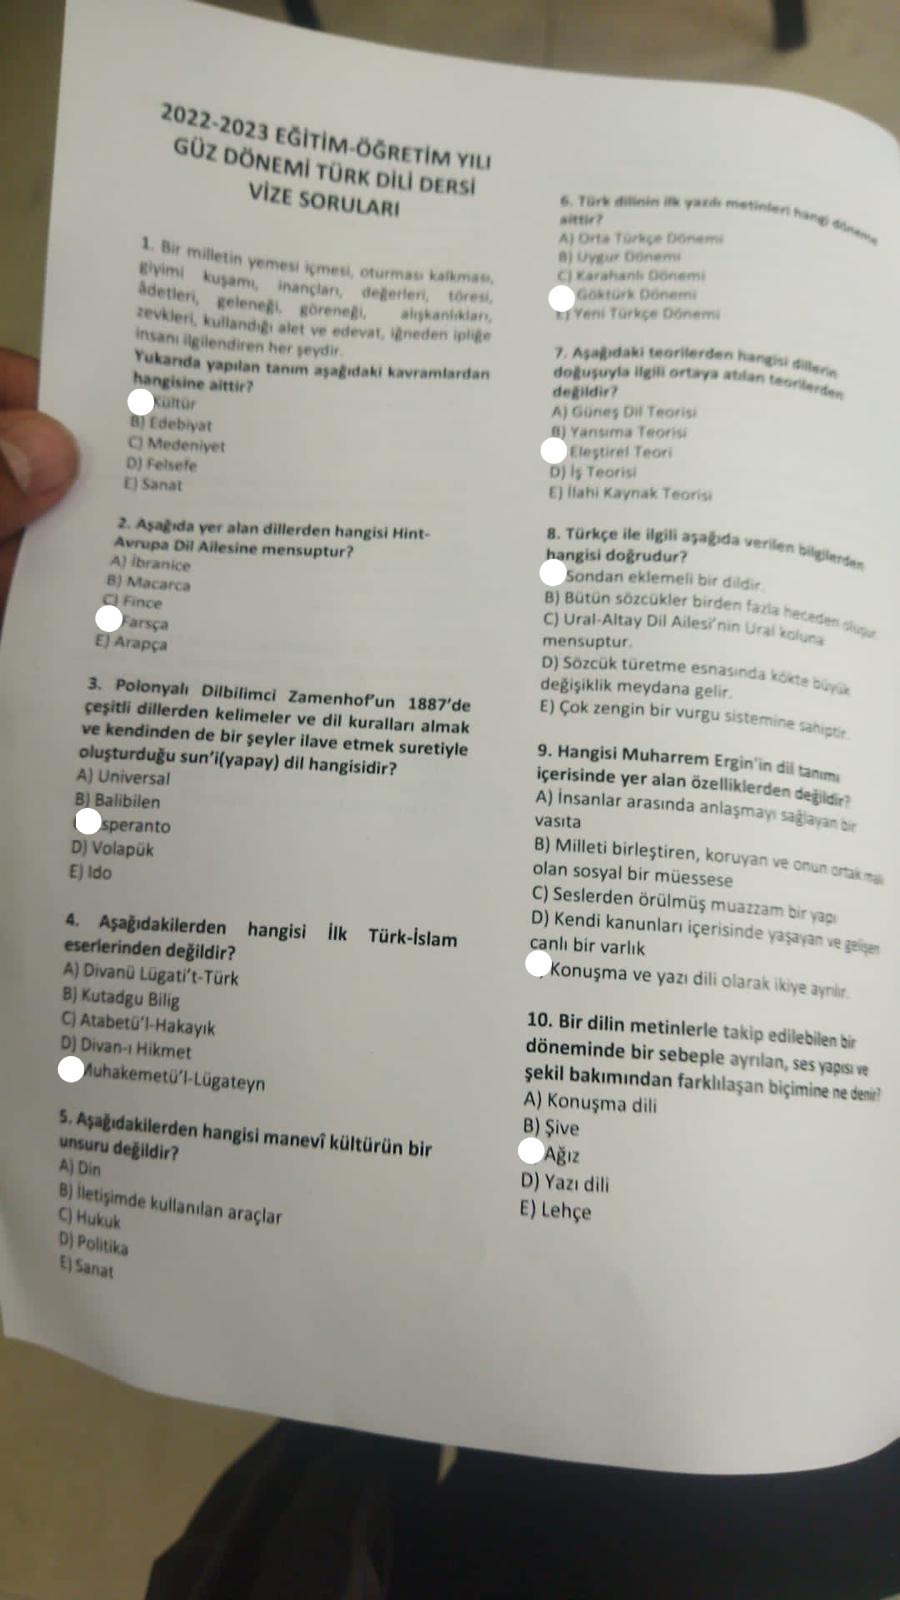 2022-2023 EĞİTİM-ÖĞRETİM YILI
GÜZ DÖNEMİ TÜRK DİLİ DERSİ
VİZE SORULARI
1. Bir milletin yemesi içmesi, oturması kalkması,
giyimi kuşamı, inançları, değerleri, töresi,
âdetleri, geleneği, göreneği, alışkanlıkları,
zevkleri, kullandığı alet ve edevat, iğneden ipliğe
insanı ilgilendiren her şeydir.
Yukarıda yapılan tanım aşağıdaki kavramlardan
hangisine aittir?
Kültür
B) Edebiyat
C) Medeniyet
D) Felsefe
E) Sanat
2. Aşağıda yer alan dillerden hangisi Hint-
Avrupa Dil Ailesine mensuptur?
A) İbranice
B) Macarca
C) Fince
Farsça
E) Arapça
3. Polonyalı Dilbilimci Zamenhof'un 1887'de
çeşitli dillerden kelimeler ve dil kuralları almak
ve kendinden de bir şeyler ilave etmek suretiyle
oluşturduğu sun'i(yapay) dil hangisidir?
A) Universal
B) Balibilen
speranto
D) Volapük
E) Ido
4. Aşağıdakilerden hangisi İlk Türk-İslam
eserlerinden değildir?
A) Divanü Lügati't-Türk
B) Kutadgu Bilig
C) Atabetü'l-Hakayık
D) Divan-ı Hikmet
Muhakemetü'l-Lügateyn
5. Aşağıdakilerden hangisi manevî kültürün bir
unsuru değildir?
A) Din
B) İletişimde kullanılan araçlar
C) Hukuk
D) Politika
E) Sanat
6. Türk dilinin ilk yazılı metinleri hangi döneme
aittir?
A) Orta Türkçe Dönemi
B) Uygur Dönemi
C) Karahanlı Dönemi
Göktürk Dönemi
E) Yeni Türkçe Dönemi
7. Aşağıdaki teorilerden hangisi dillerin
doğuşuyla ilgili ortaya atılan teorilerden
değildir?
A) Güneş Dil Teorisi
B) Yansıma Teorisi
Eleştirel Teori
D) İş Teorisi
E) İlahi Kaynak Teorisi
8. Türkçe ile ilgili aşağıda verilen bilgilerden
hangisi doğrudur?
Sondan eklemeli bir dildir.
B) Bütün sözcükler birden fazla heceden oluşur.
C) Ural-Altay Dil Ailesi'nin Ural koluna
mensuptur.
D) Sözcük türetme esnasında kökte büyük
değişiklik meydana gelir.
E) Çok zengin bir vurgu sistemine sahiptir.
9. Hangisi Muharrem Ergin'in dil tanımı
içerisinde yer alan özelliklerden değildir?
A) İnsanlar arasında anlaşmayı sağlayan bir
vasıta
B) Milleti birleştiren, koruyan ve onun ortak malı
olan sosyal bir müessese
C) Seslerden örülmüş muazzam bir yapı
D) Kendi kanunları içerisinde yaşayan ve gelişen
canlı bir varlık
Konuşma ve yazı dili olarak ikiye ayrılır.
10. Bir dilin metinlerle takip edilebilen bir
döneminde bir sebeple ayrılan, ses yapısı ve
şekil bakımından farklılaşan biçimine ne denir?
A) Konuşma dili
B) Şive
Ağız
D) Yazı dili
E) Lehçe